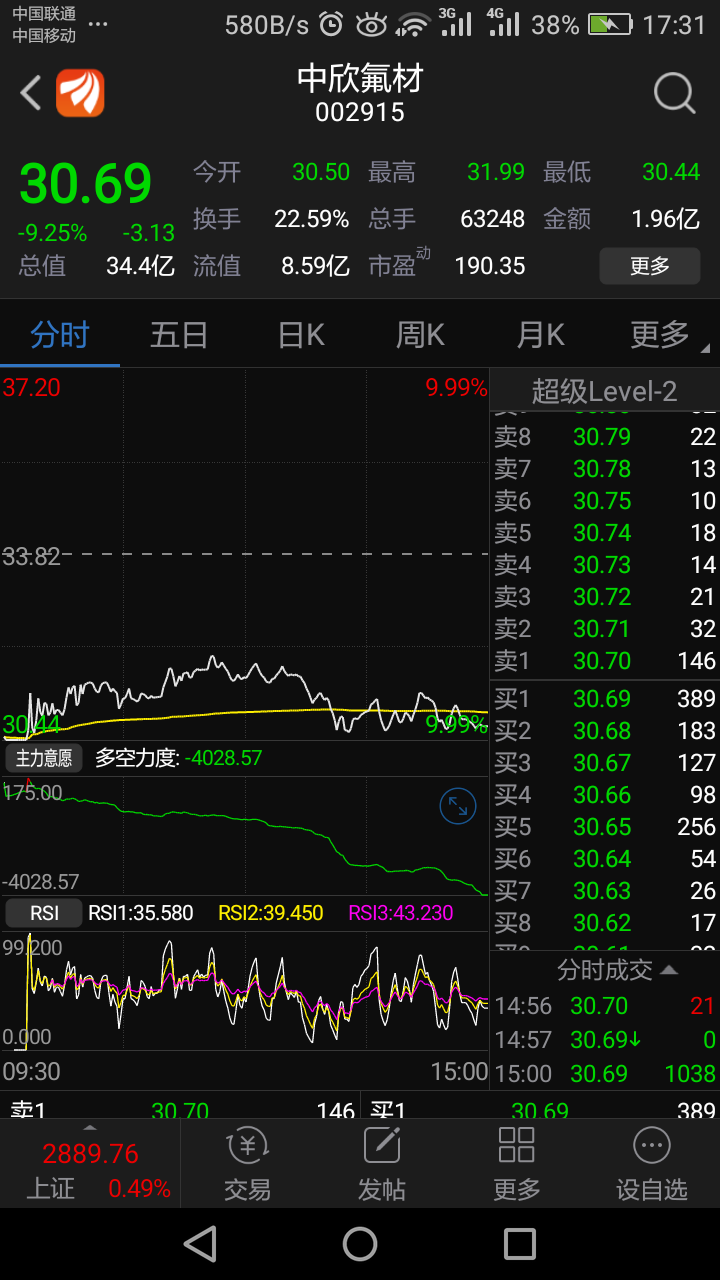 中国联通
中国移动 ... 580B/s 3G 4G 38% 17:31
中欣氟材
002915
30.69 今开 30.50 最高 31.99 最低 30.44
-9.25% -3.13 换手 22.59% 总手 63248 金额 1.96亿
总值 34.4亿 流值 8.59亿 市盈动 190.35 更多
分时 五日 日K 周K 月K 更多
37.20 9.99%
33.82
30.44 9.99%
主力意愿 多空力度: -4028.57
175.00
-4028.57
RSI RSI1:35.580 RSI2:39.450 RSI3:43.230
99.200
0.000
09:30 15:00
超级Level-2
卖8 30.79 22
卖7 30.78 13
卖6 30.75 10
卖5 30.74 18
卖4 30.73 14
卖3 30.72 21
卖2 30.71 32
卖1 30.70 146
买1 30.69 389
买2 30.68 183
买3 30.67 127
买4 30.66 98
买5 30.65 256
买6 30.64 54
买7 30.63 26
买8 30.62 17
分时成交
14:56 30.70 21
14:57 30.69↓ 0
15:00 30.69 1038
卖1 30.70 146 买1 30.69 389
2889.76
上证 0.49%
交易 发帖 更多 设自选